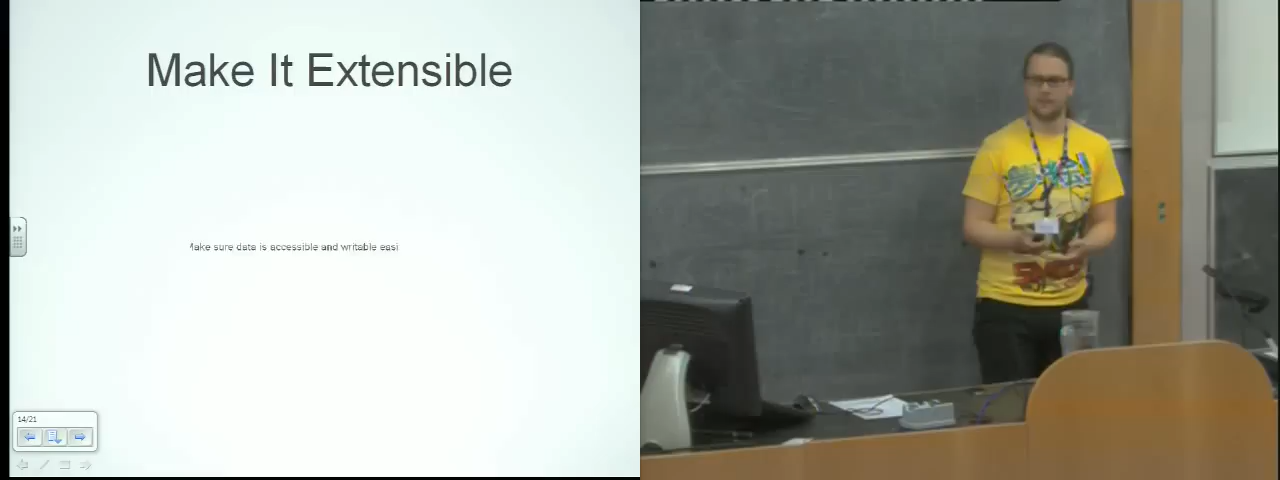 Make It Extensible
Make sure data is accessible and writable easi
14/21